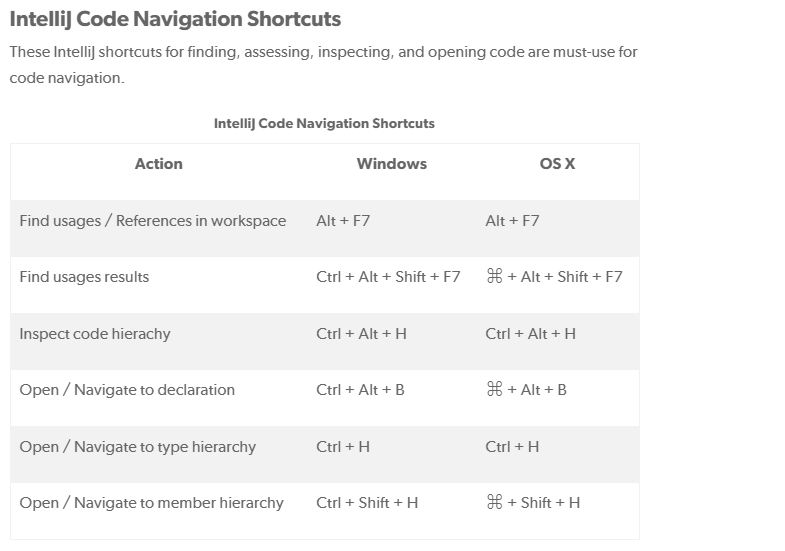 IntelliJ Code Navigation Shortcuts
These IntelliJ shortcuts for finding, assessing, inspecting, and opening code are must-use for
code navigation.
IntelliJ Code Navigation Shortcuts
Action Windows OS X
Find usages / References in workspace Alt + F7 Alt + F7
Find usages results Ctrl + Alt + Shift + F7 ⌘ + Alt + Shift + F7
Inspect code hierachy Ctrl + Alt + H Ctrl + Alt + H
Open / Navigate to declaration Ctrl + Alt + B ⌘ + Alt + B
Open / Navigate to type hierarchy Ctrl + H Ctrl + H
Open / Navigate to member hierarchy Ctrl + Shift + H ⌘ + Shift + H